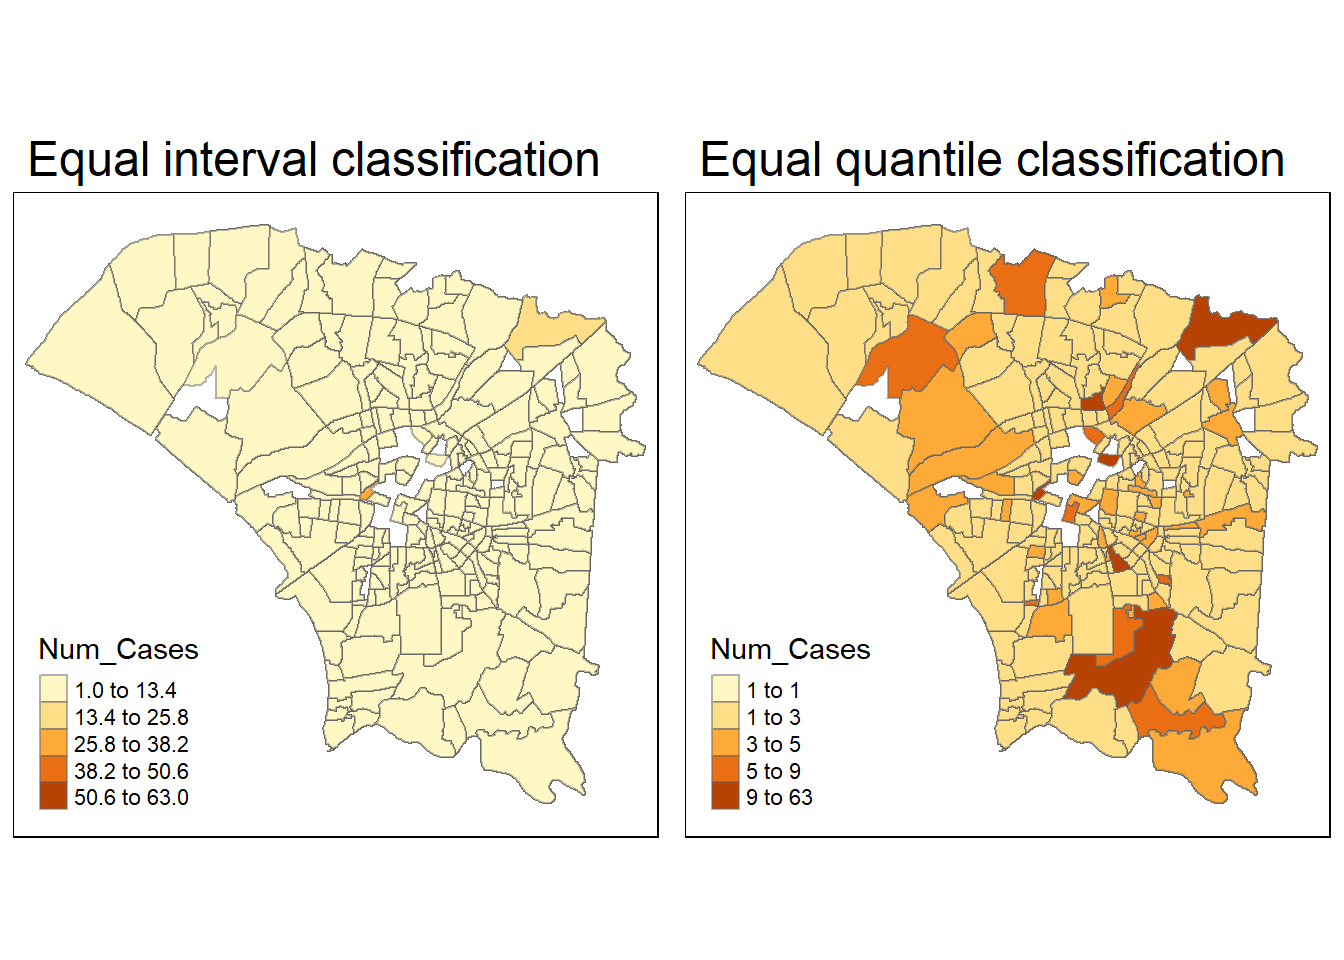 Equal interval classification
Num_Cases
1.0 to 13.4
13.4 to 25.8
25.8 to 38.2
38.2 to 50.6
50.6 to 63.0
Equal quantile classification
Num_Cases
1 to 1
1 to 3
3 to 5
5 to 9
9 to 63